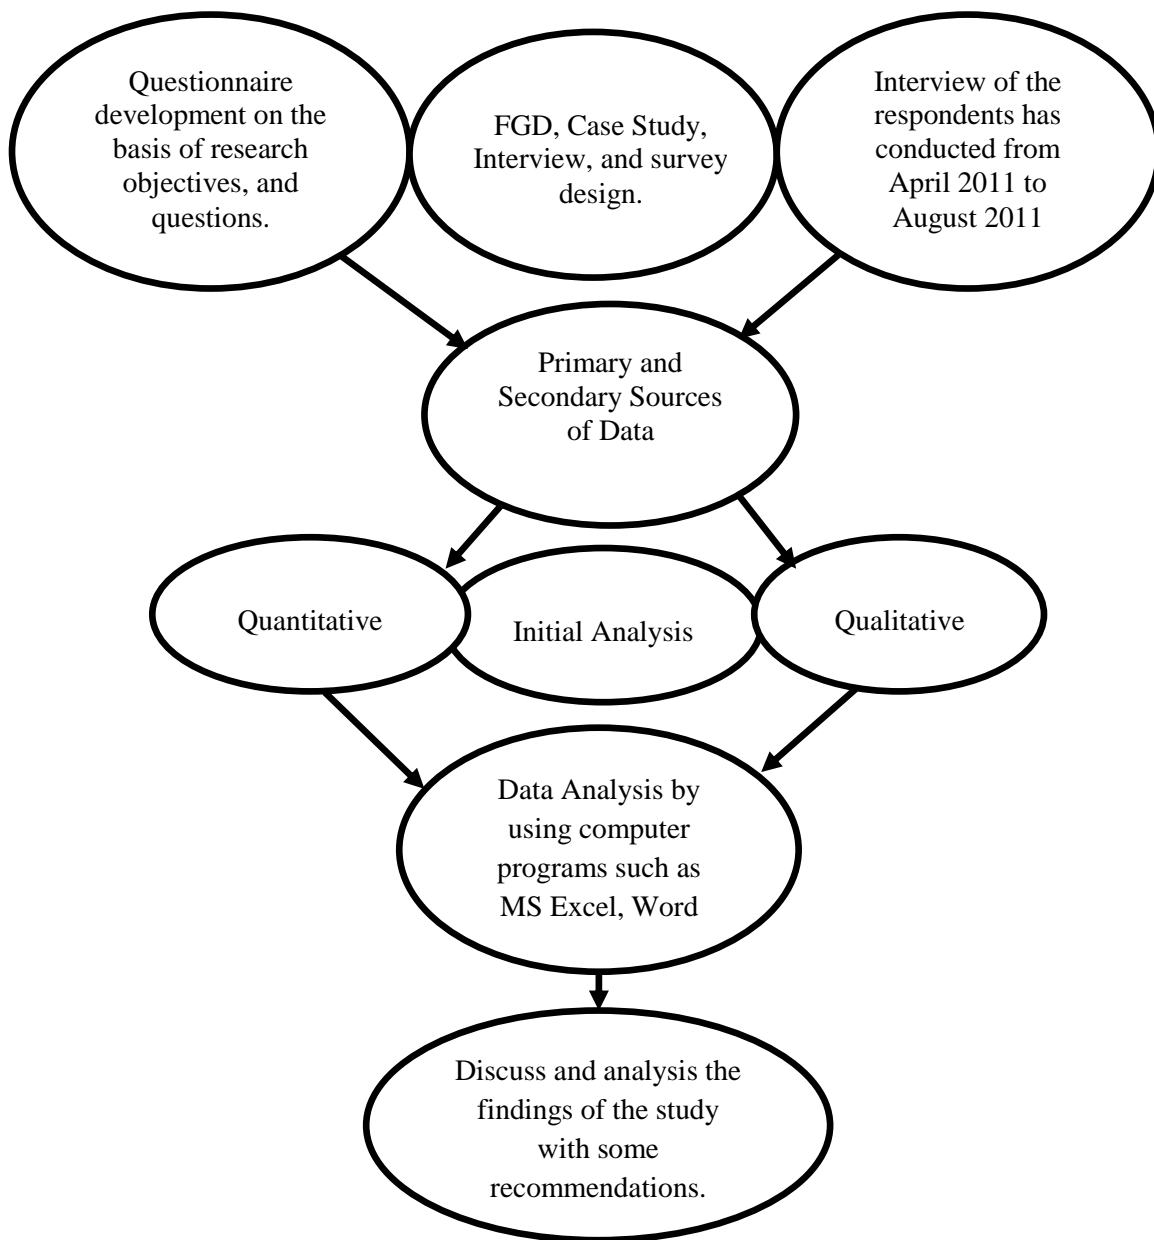 Questionnaire
development on the
basis of research
objectives, and
questions.
FGD, Case Study,
Interview, and survey
design.
Interview of the
respondents has
conducted from
April 2011 to
August 2011
Primary and
Secondary Sources
of Data
Quantitative
Initial Analysis
Qualitative
Data Analysis by
using computer
programs such as
MS Excel, Word
Discuss and analysis the
findings of the study
with some
recommendations.